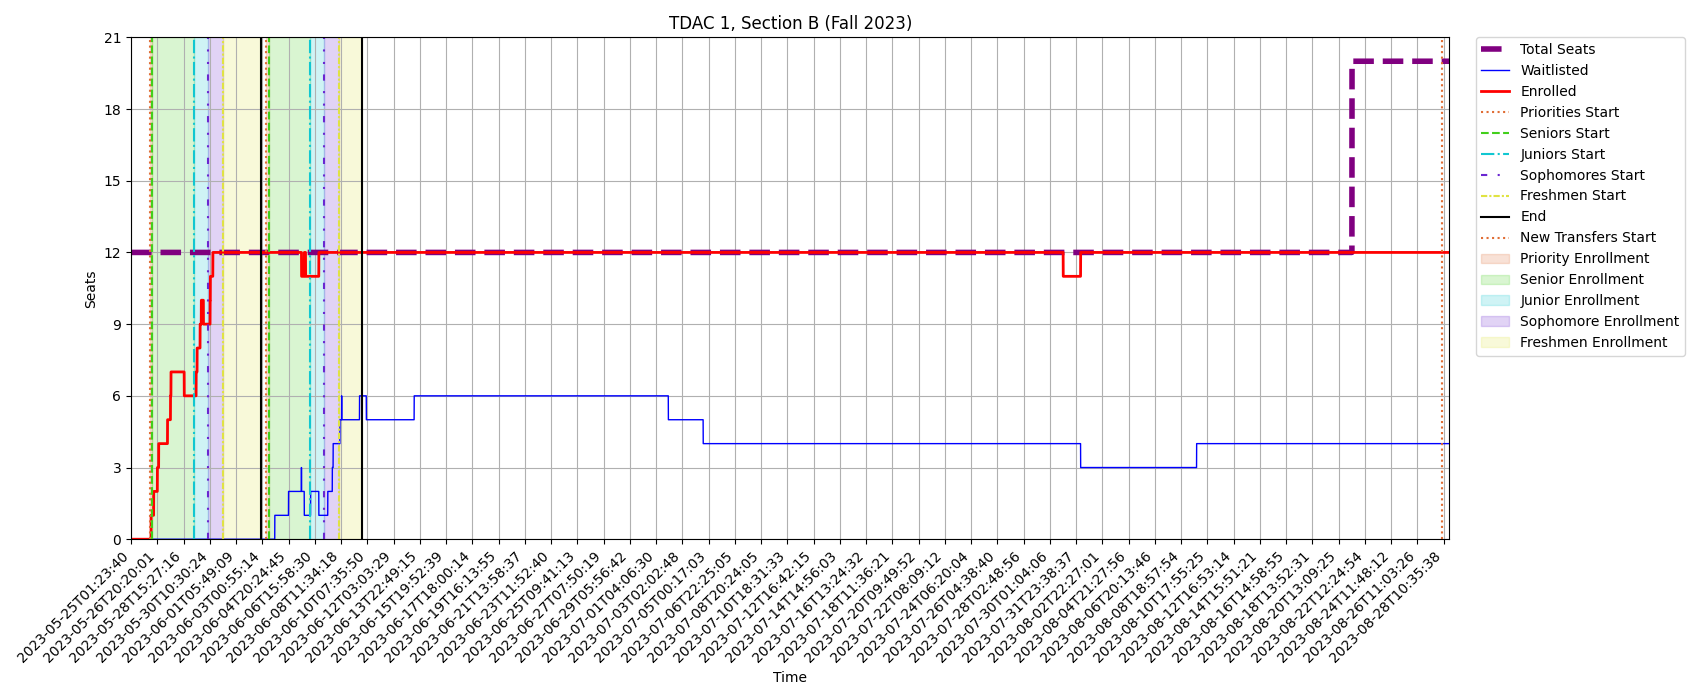 TDAC 1, Section B (Fall 2023)
21
18
15
12
9
6
3
0
Seats
2023-05-25T01:23:40
2023-05-26T20:20:01
2023-05-28T15:27:16
2023-05-30T10:30:24
2023-06-01T05:49:09
2023-06-03T00:55:14
2023-06-04T20:24:45
2023-06-06T15:58:30
2023-06-08T11:34:18
2023-06-10T07:35:50
2023-06-12T03:03:29
2023-06-13T22:49:15
2023-06-15T19:52:39
2023-06-17T18:00:14
2023-06-19T16:13:55
2023-06-21T13:58:37
2023-06-23T11:52:40
2023-06-25T09:41:13
2023-06-27T07:50:19
2023-06-29T05:56:42
2023-07-01T04:06:30
2023-07-03T02:02:48
2023-07-05T00:17:03
2023-07-06T22:25:05
2023-07-08T20:24:05
2023-07-10T18:31:33
2023-07-12T16:42:15
2023-07-14T14:56:03
2023-07-16T13:24:32
2023-07-18T11:36:21
2023-07-20T09:49:52
2023-07-22T08:09:12
2023-07-24T06:20:04
2023-07-26T04:38:40
2023-07-28T02:48:56
2023-07-30T01:04:06
2023-07-31T23:38:37
2023-08-02T22:27:01
2023-08-04T21:27:56
2023-08-06T20:13:46
2023-08-08T18:57:54
2023-08-10T17:55:25
2023-08-12T16:53:14
2023-08-14T15:51:21
2023-08-16T14:58:55
2023-08-18T13:52:31
2023-08-20T13:09:25
2023-08-22T12:24:54
2023-08-24T11:48:12
2023-08-26T11:03:26
2023-08-28T10:35:38
Time
Total Seats
Waitlisted
Enrolled
Priorities Start
Seniors Start
Juniors Start
Sophomores Start
Freshmen Start
End
New Transfers Start
Priority Enrollment
Senior Enrollment
Junior Enrollment
Sophomore Enrollment
Freshmen Enrollment